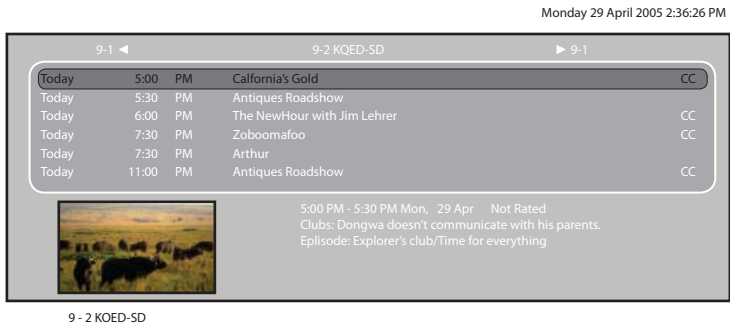 Monday 29 April 2005 2:36:26 PM
9-1 ◀ 9-2 KQED-SD ▶ 9-1
Today 5:00 PM Calfornia's Gold CC
Today 5:30 PM Antiques Roadshow
Today 6:00 PM The NewHour with Jim Lehrer CC
Today 7:30 PM Zoboomafoo CC
Today 7:30 PM Arthur
Today 11:00 PM Antiques Roadshow CC
5:00 PM - 5:30 PM Mon, 29 Apr Not Rated
Clubs: Dongwa doesn't communicate with his parents.
Eplisode: Explorer's club/Time for everything
9 - 2 KOED-SD